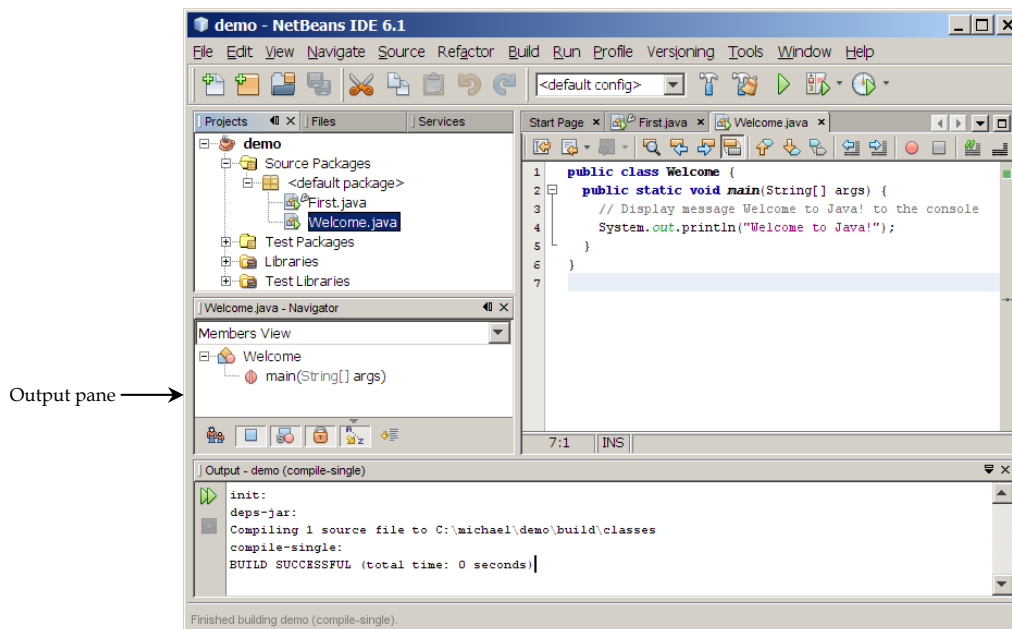 demo - NetBeans IDE 6.1
File Edit View Navigate Source Refactor Build Run Profile Versioning Tools Window Help
<default config>
Projects Files Services
demo
Source Packages
<default package>
First.java
Welcome.java
Test Packages
Libraries
Test Libraries
Welcome.java - Navigator
Members View
Welcome
main(String[] args)
Output pane
Start Page First.java Welcome.java
1 public class Welcome {
2 public static void main(String[] args) {
3 // Display message Welcome to Java! to the console
4 System.out.println("Welcome to Java!");
5 }
6 }
7
7:1 INS
Output - demo (compile-single)
init:
deps-jar:
Compiling 1 source file to C:\michael\demo\build\classes
compile-single:
BUILD SUCCESSFUL (total time: 0 seconds)
Finished building demo (compile-single).